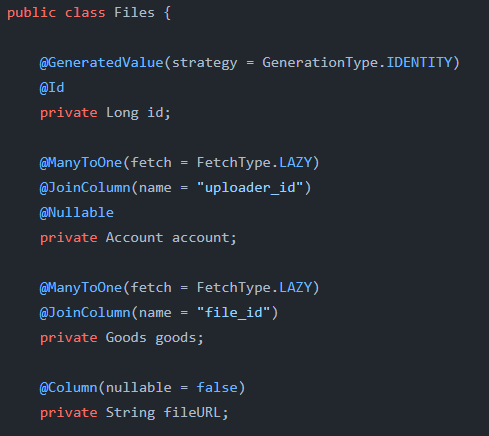 public class Files {
@GeneratedValue(strategy = GenerationType.IDENTITY)
@Id
private Long id;
@ManyToOne(fetch = FetchType.LAZY)
@JoinColumn(name = "uploader_id")
@Nullable
private Account account;
@ManyToOne(fetch = FetchType.LAZY)
@JoinColumn(name = "file_id")
private Goods goods;
@Column(nullable = false)
private String fileURL;